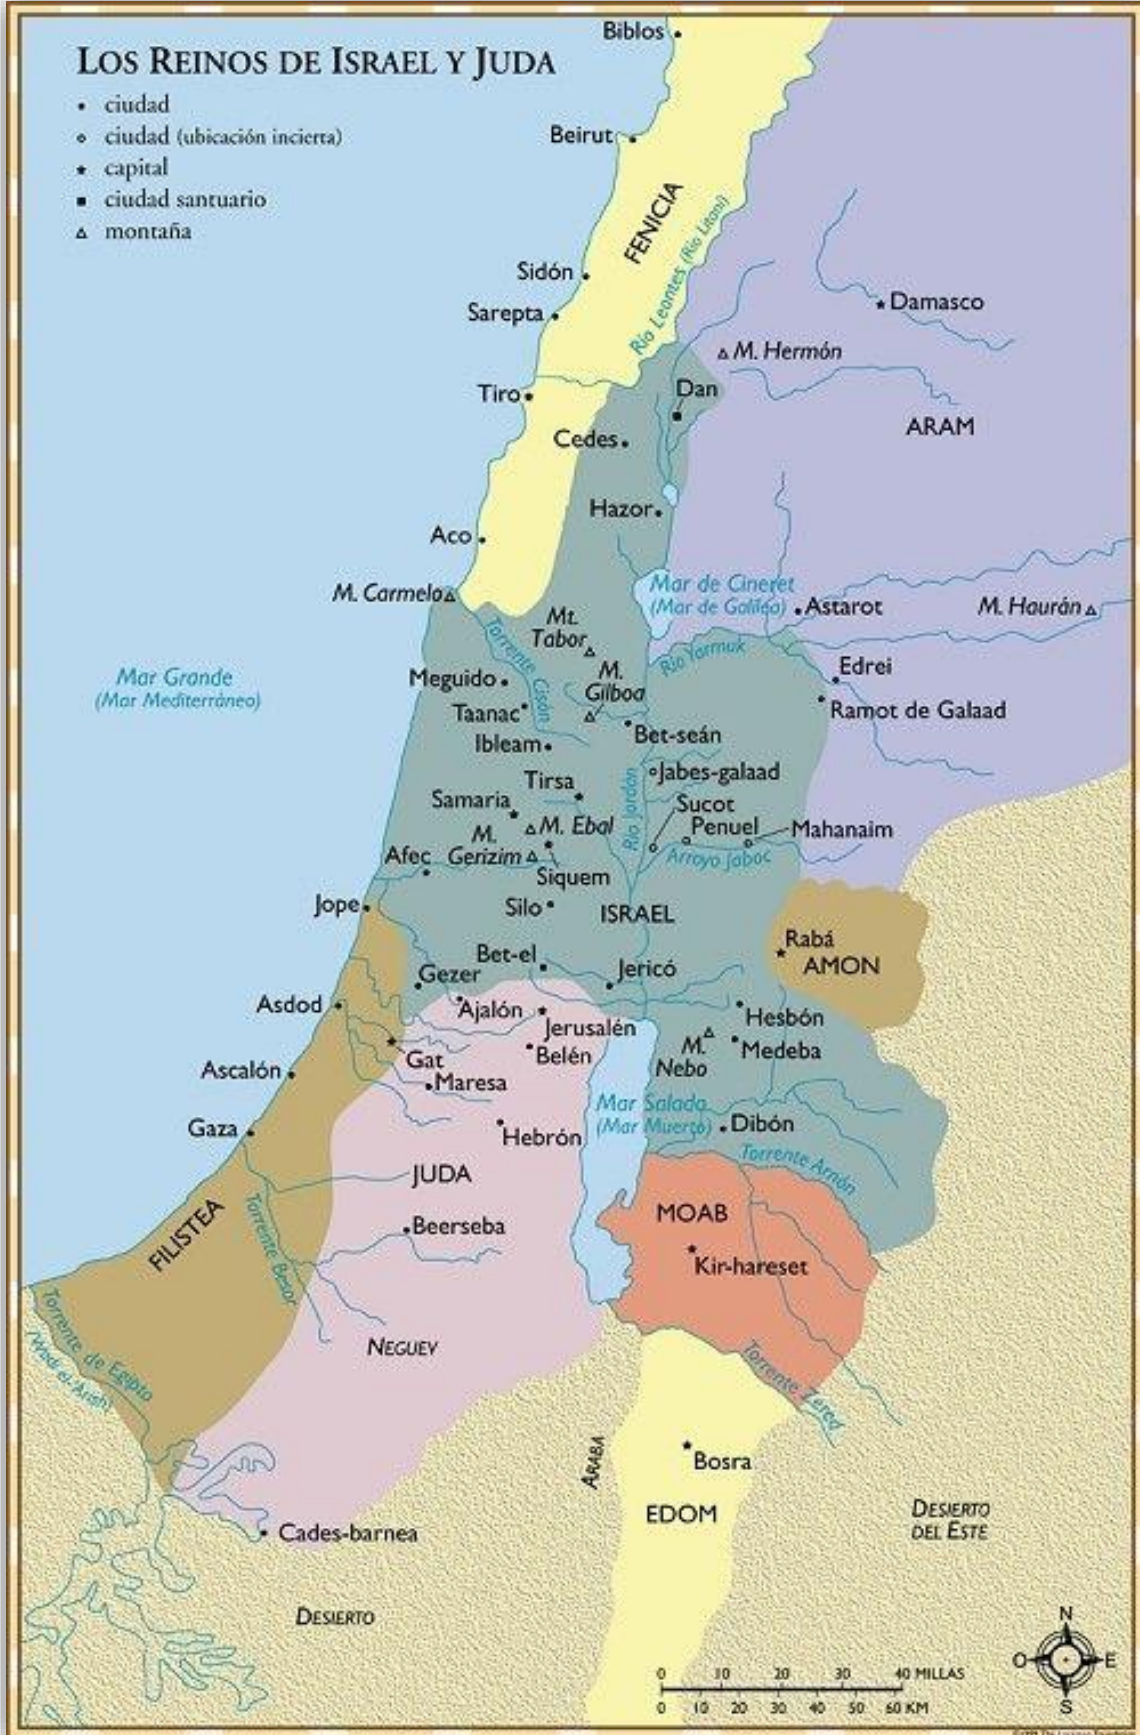 LOS REINOS DE ISRAEL Y JUDA
ciudad
ciudad (ubicación incierta)
capital
ciudad santuario
montaña
Biblos
Beirut
FENICIA
Río Leontes (Río Litani)
Sidón
Sarepta
Damasco
M. Hermón
Tiro
Dan
ARAM
Cedes
Hazor
Aco
M. Carmelo
Mar de Cineret
(Mar de Galilea)
Astarot
M. Haurán
Mt.
Tabor
Torrente Cisón
Río Yarmuk
Mar Grande
(Mar Mediterráneo)
Meguido
M.
Gilboa
Edrei
Taanac
Ramot de Galaad
Ibleam
Bet-seán
Tirsa
Jabes-galaad
Samaria
Río Jordán
Sucot
M. Ebal
Penuel
Mahanaim
M.
Gerizim
Afec
Arroyo Jaboc
Siquem
Jope
Silo
ISRAEL
Rabá
AMON
Bet-el
Gezer
Jericó
Asdod
Ajalón
Jerusalén
Hesbón
Gat
Belén
M.
Nebo
Medeba
Ascalón
Maresa
Mar Salada
(Mar Muerto)
Gaza
Hebrón
Dibón
Torrente Arnón
JUDA
FILISTEA
Torrente Besor
MOAB
Beerseba
Kir-hareset
Torrente de Egipto
(Wadi el-Arish)
NEGUEV
Torrente Zered
ARABA
Bosra
EDOM
DESIERTO
DEL ESTE
Cades-barnea
DESIERTO
N
O
E
S
0 10 20 30 40 MILLAS
0 10 20 30 40 50 60 KM